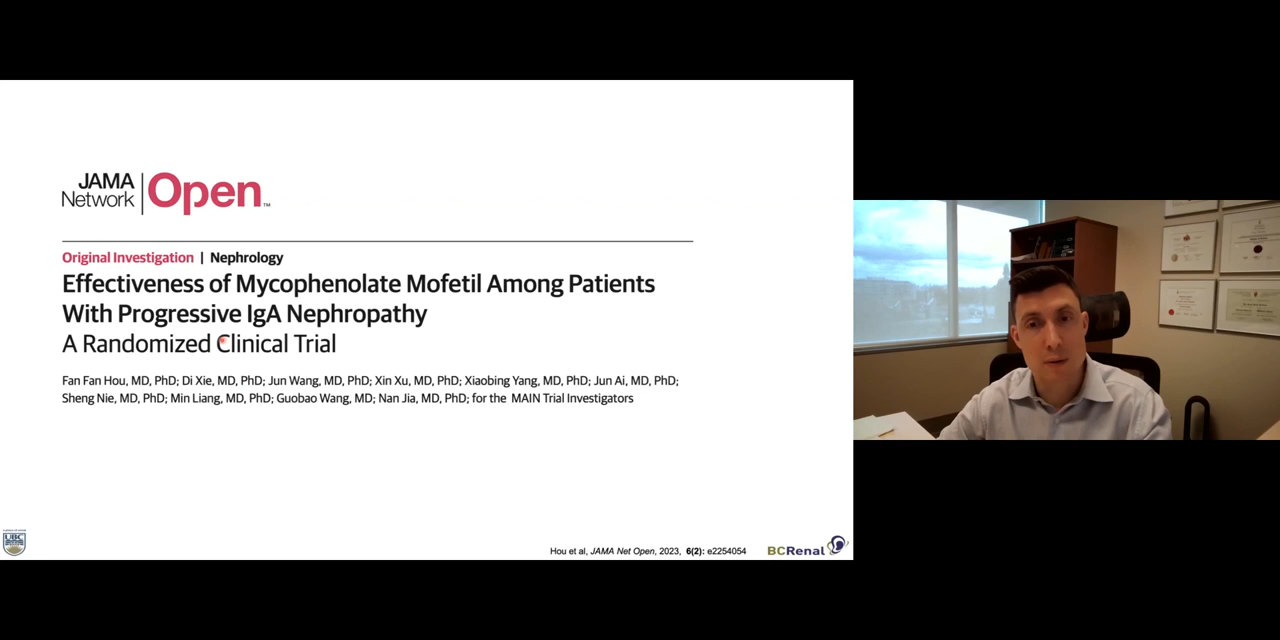 JAMA
Network
Open™
Original Investigation | Nephrology
Effectiveness of Mycophenolate Mofetil Among Patients
With Progressive IgA Nephropathy
A Randomized Clinical Trial
Fan Fan Hou, MD, PhD; Di Xie, MD, PhD; Jun Wang, MD, PhD; Xin Xu, MD, PhD; Xiaobing Yang, MD, PhD; Jun Ai, MD, PhD;
Sheng Nie, MD, PhD; Min Liang, MD, PhD; Guobao Wang, MD; Nan Jia, MD, PhD; for the MAIN Trial Investigators
UBC
Hou et al, JAMA Net Open, 2023, 6(2): e2254054
BCRenal